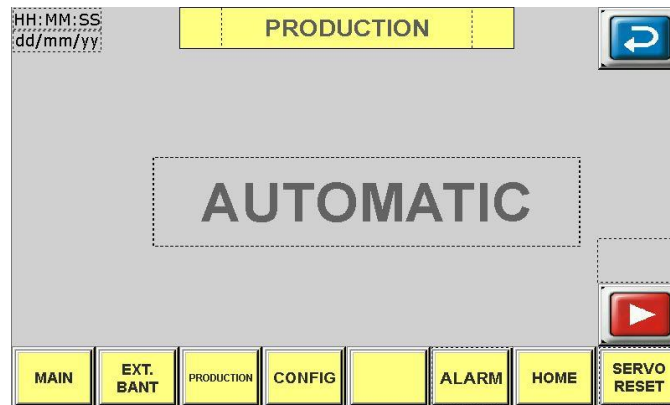 HH:MM:SS
dd/mm/yy
PRODUCTION
AUTOMATIC
MAIN
EXT.
BANT
PRODUCTION
CONFIG
ALARM
HOME
SERVO
RESET